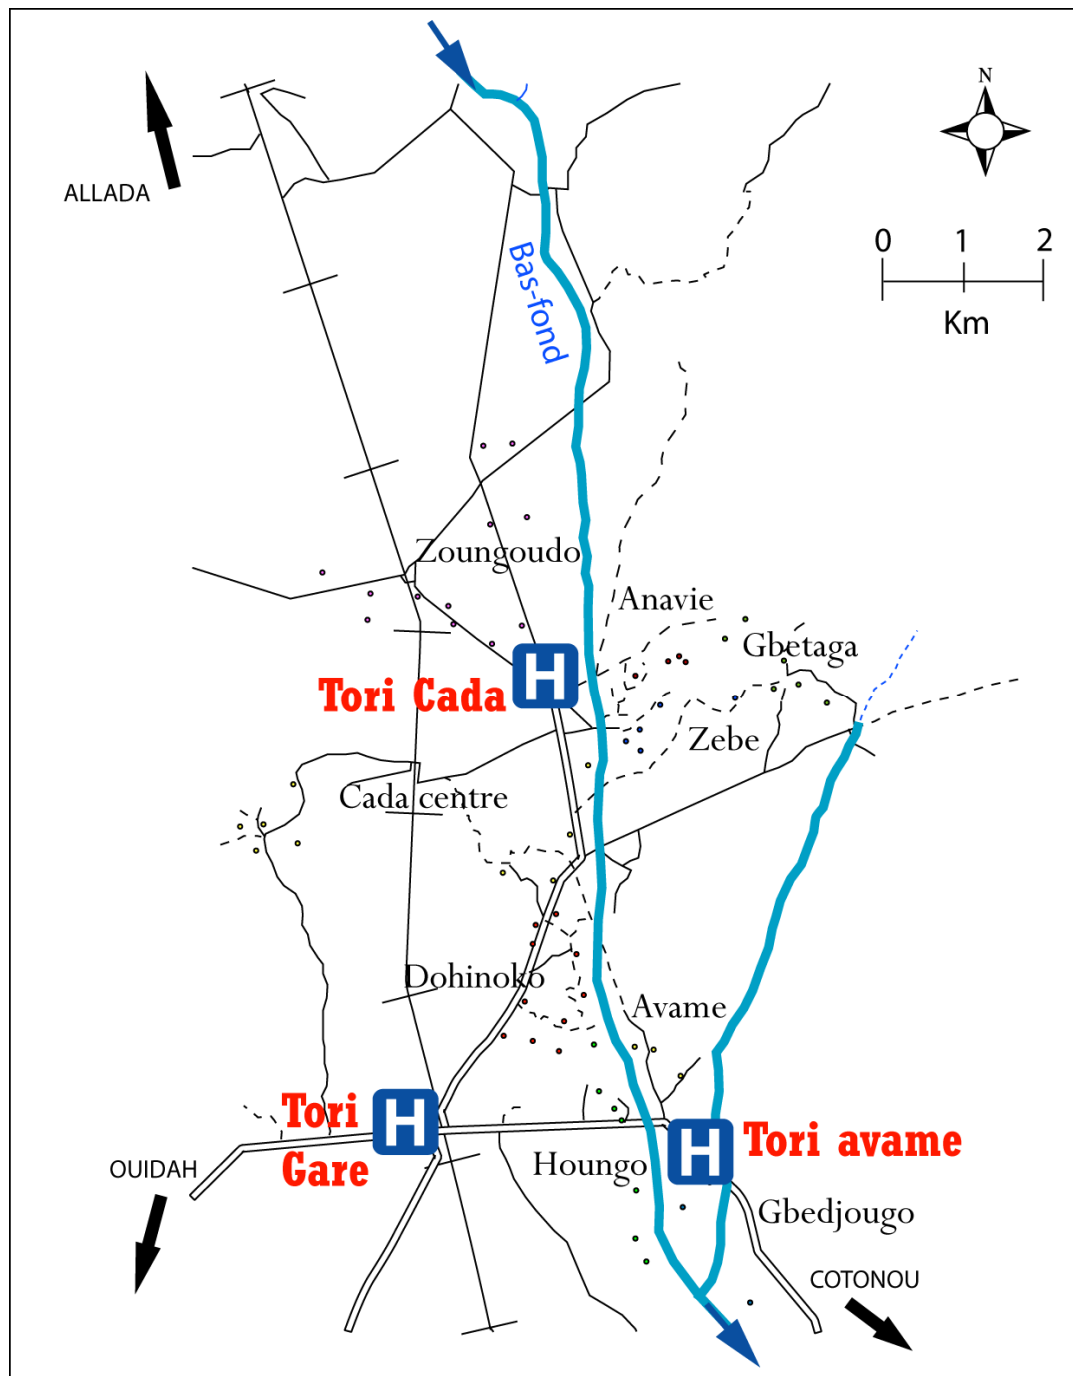 N
ALLADA
0 1 2
Km
Bas-fond
Zoungoudo
Anavie
Gbetaga
H
Tori Cada
Zebe
Cada centre
Dohinoko
Avame
Tori
Gare
H
H
Tori avame
OUIDAH
Houngo
Gbedjougo
COTONOU